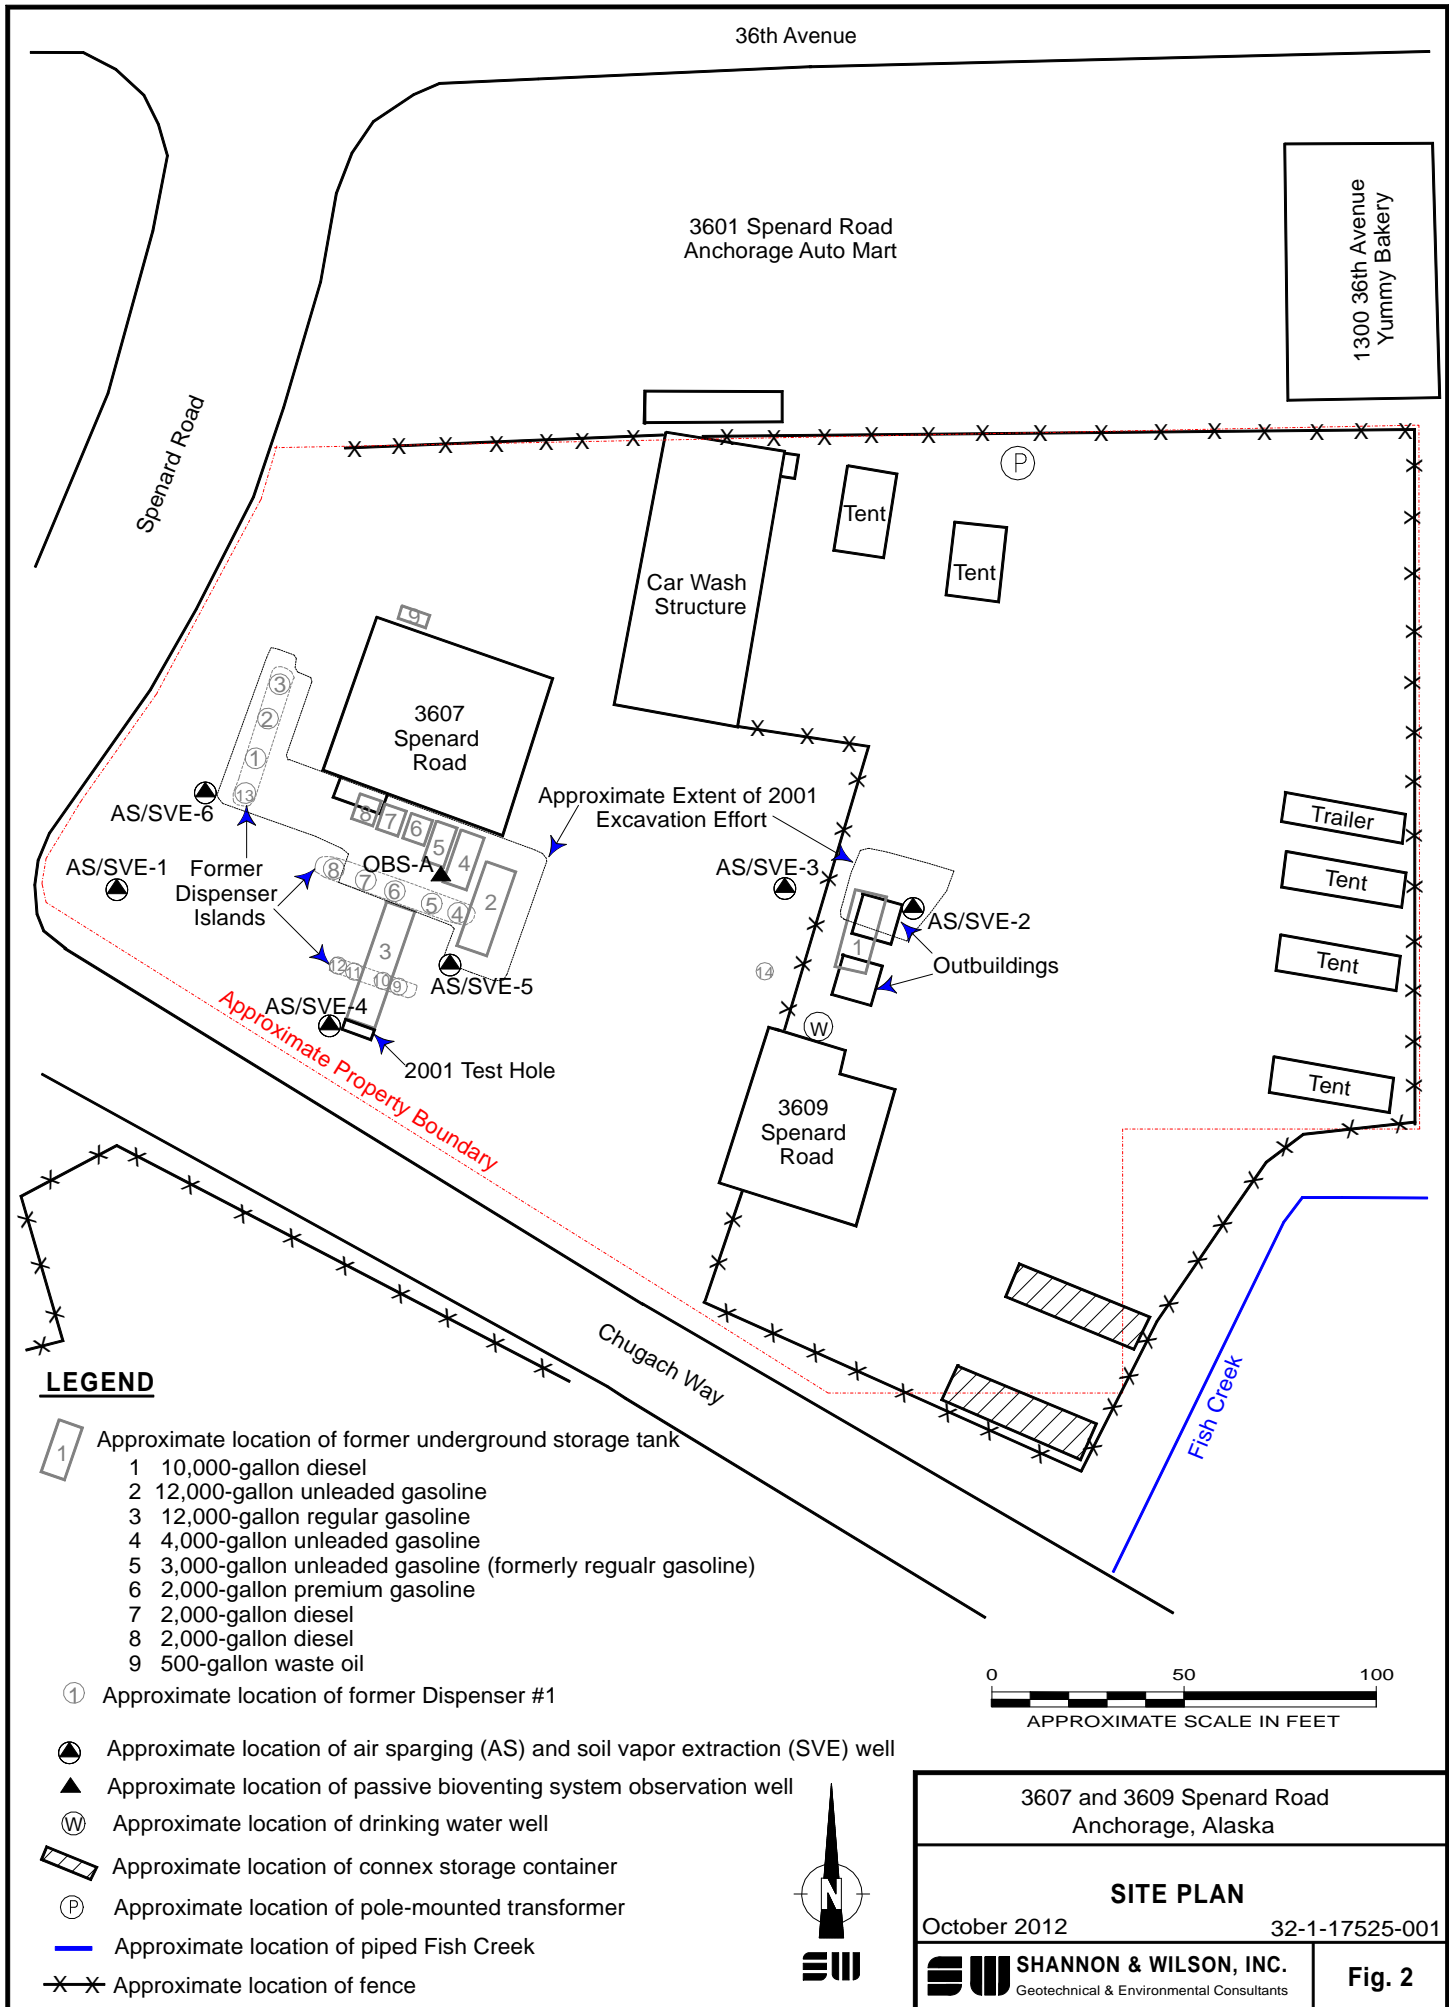 36th Avenue
3601 Spenard Road
Anchorage Auto Mart
1300 36th Avenue
Yummy Bakery
Spenard Road
P
Tent
Tent
Car Wash
Structure
9
3607
Spenard
Road
3
2
1
13
AS/SVE-6
8
7
6
5
4
2
Approximate Extent of 2001
Excavation Effort
Trailer
AS/SVE-1
Former
Dispenser
Islands
8
OBS-A
7
6
5
4
AS/SVE-3
Tent
AS/SVE-2
1
Outbuildings
Tent
3
12
11
10
9
14
AS/SVE-5
AS/SVE-4
W
2001 Test Hole
Approximate Property Boundary
Tent
3609
Spenard
Road
Chugach Way
Fish Creek
LEGEND
1 Approximate location of former underground storage tank
1 10,000-gallon diesel
2 12,000-gallon unleaded gasoline
3 12,000-gallon regular gasoline
4 4,000-gallon unleaded gasoline
5 3,000-gallon unleaded gasoline (formerly regualr gasoline)
6 2,000-gallon premium gasoline
7 2,000-gallon diesel
8 2,000-gallon diesel
9 500-gallon waste oil
1 Approximate location of former Dispenser #1
Approximate location of air sparging (AS) and soil vapor extraction (SVE) well
Approximate location of passive bioventing system observation well
W Approximate location of drinking water well
Approximate location of connex storage container
P Approximate location of pole-mounted transformer
Approximate location of piped Fish Creek
Approximate location of fence
0 50 100
APPROXIMATE SCALE IN FEET
N
SW
3607 and 3609 Spenard Road
Anchorage, Alaska
SITE PLAN
October 2012 32-1-17525-001
SW SHANNON & WILSON, INC.
Geotechnical & Environmental Consultants
Fig. 2